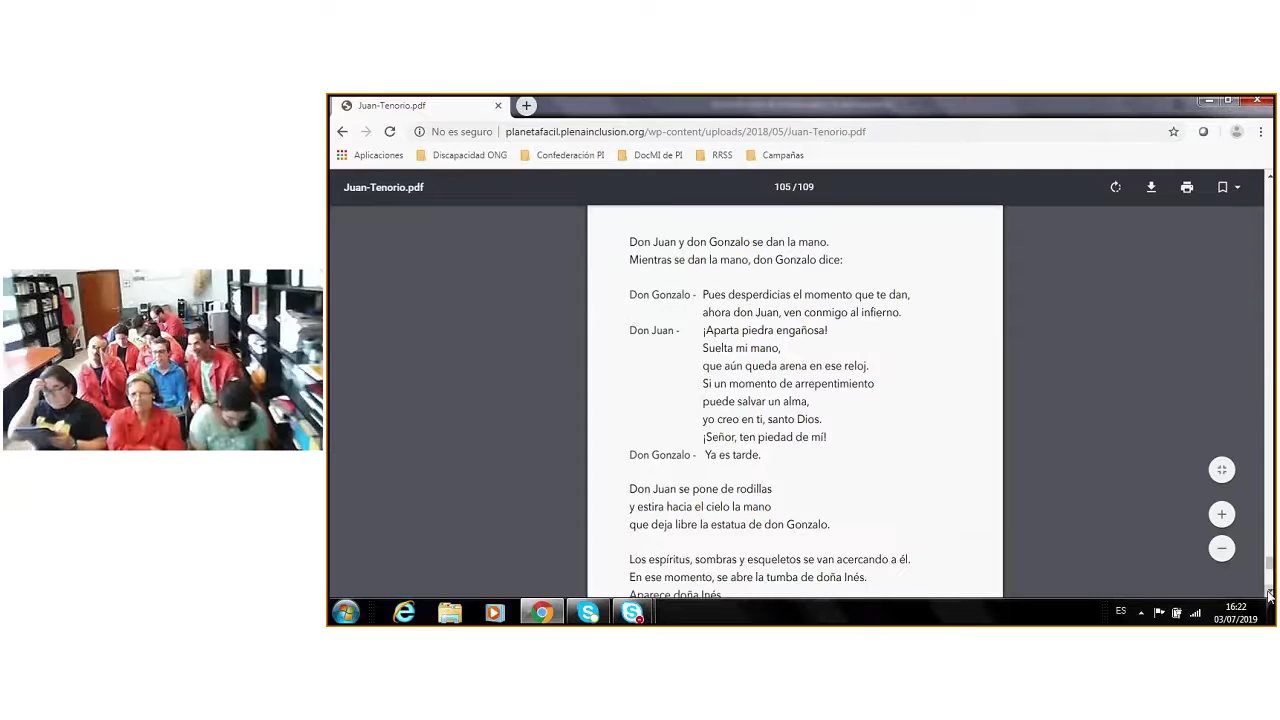 Juan-Tenorio.pdf
No es seguro planetafacil.plenainclusion.org/wp-content/uploads/2018/05/Juan-Tenorio.pdf
Aplicaciones Discapacidad ONG Confederación PI DocMI de PI RRSS Campañas
Juan-Tenorio.pdf 105 / 109
Don Juan y don Gonzalo se dan la mano.
Mientras se dan la mano, don Gonzalo dice:
Don Gonzalo - Pues desperdicias el momento que te dan,
ahora don Juan, ven conmigo al infierno.
Don Juan - ¡Aparta piedra engañosa!
Suelta mi mano,
que aún queda arena en ese reloj.
Si un momento de arrepentimiento
puede salvar un alma,
yo creo en ti, santo Dios.
¡Señor, ten piedad de mí!
Don Gonzalo - Ya es tarde.
Don Juan se pone de rodillas
y estira hacia el cielo la mano
que deja libre la estatua de don Gonzalo.
Los espíritus, sombras y esqueletos se van acercando a él.
En ese momento, se abre la tumba de doña Inés.
Aparece doña Inés
ES 16:22
03/07/2019